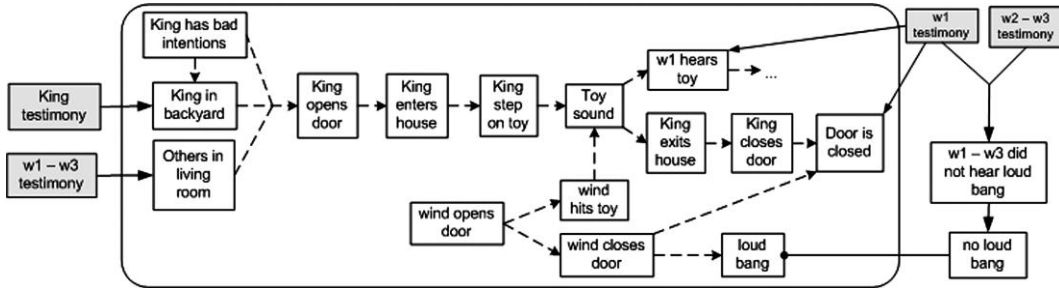 King has bad
intentions
King
testimony
King in
backyard
w1 – w3
testimony
Others in
living
room
King
opens
door
King
enters
house
King
step
on toy
Toy
sound
w1 hears
toy
...
King
exits
house
King
closes
door
Door is
closed
wind
hits toy
wind opens
door
wind closes
door
loud
bang
w1
testimony
w2 – w3
testimony
w1 – w3 did
not hear loud
bang
no loud
bang